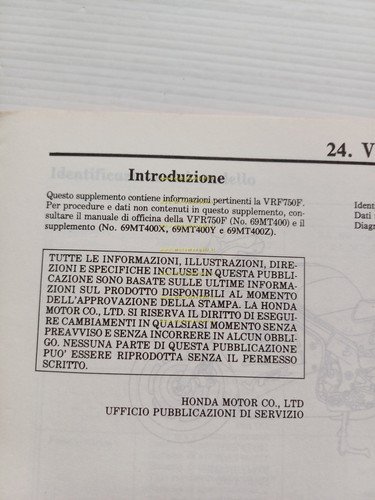 24. V
Introduzione
Questo supplemento contiene informazioni pertinenti la VRF750F.
Per procedure e dati non contenuti in questo supplemento, con-
sultare il manuale di officina della VFR750F (No. 69MT400) e il
supplemento (No. 69MT400X, 69MT400Y e 69MT400Z).
TUTTE LE INFORMAZIONI, ILLUSTRAZIONI, DIRE-
ZIONI E SPECIFICHE INCLUSE IN QUESTA PUBBLI-
CAZIONE SONO BASATE SULLE ULTIME INFORMA-
ZIONI SUL PRODOTTO DISPONIBILI AL MOMENTO
DELL'APPROVAZIONE DELLA STAMPA. LA HONDA
MOTOR CO., LTD. SI RISERVA IL DIRITTO DI ESEGUI-
RE CAMBIAMENTI IN QUALSIASI MOMENTO SENZA
PREAVVISO E SENZA INCORRERE IN ALCUN OBBLI-
GO. NESSUNA PARTE DI QUESTA PUBBLICAZIONE
PUO' ESSERE RIPRODOTTA SENZA IL PERMESSO
SCRITTO.
HONDA MOTOR CO., LTD
UFFICIO PUBBLICAZIONI DI SERVIZIO
Ident
Dati
Diagr